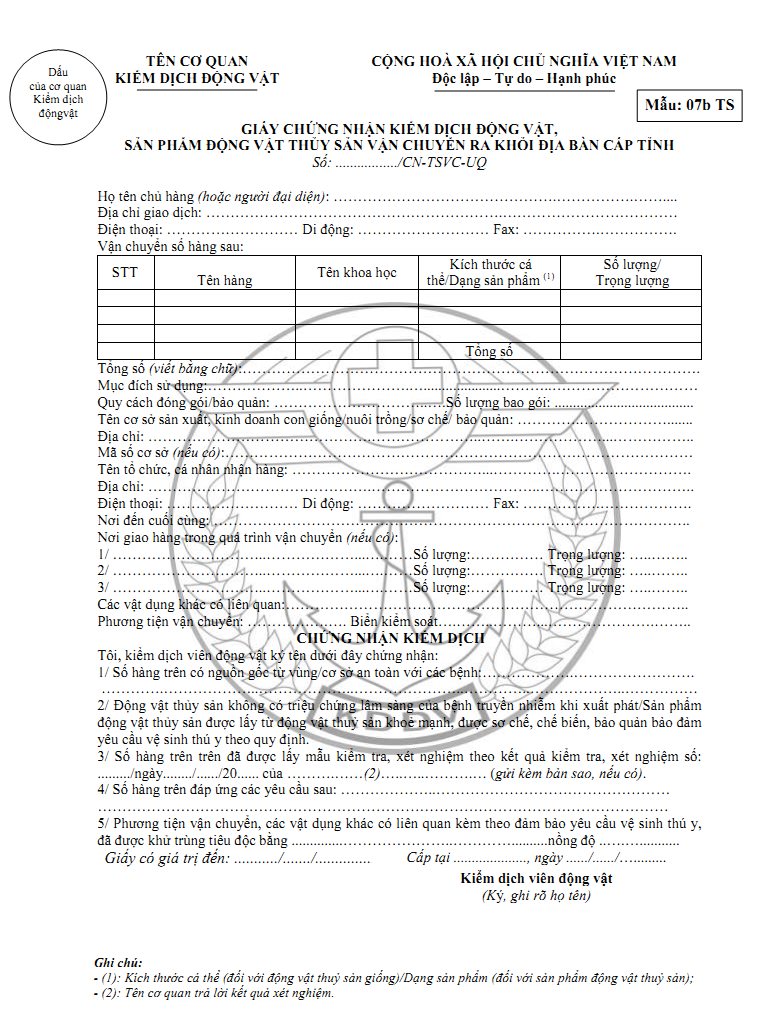 Dấu
của cơ quan
Kiểm dịch
độngvật
TÊN CƠ QUAN
KIỂM DỊCH ĐỘNG VẬT
CỘNG HOÀ XÃ HỘI CHỦ NGHĨA VIỆT NAM
Độc lập – Tự do – Hạnh phúc
Mẫu: 07b TS
GIẤY CHỨNG NHẬN KIỂM DỊCH ĐỘNG VẬT,
SẢN PHẨM ĐỘNG VẬT THỦY SẢN VẬN CHUYỂN RA KHỎI ĐỊA BÀN CẤP TỈNH
Số: ................./CN-TSVC-UQ
Họ tên chủ hàng (hoặc người đại diện): ……………………………………….……………….……....
Địa chỉ giao dịch: ……………………………………………………………………………………
Điện thoại: ……………………… Di động: ……………………… Fax: …………….……………
Vận chuyển số hàng sau:
STT
Tên hàng
Tên khoa học
Kích thước cá
thể/Dạng sản phẩm (1)
Số lượng/
Trọng lượng
Tổng số
Tổng số (viết bằng chữ):…………………………………………………………………………………
Mục đích sử dụng:……………………………………...………………………………………………
Quy cách đóng gói/bảo quản: …………………………….Số lượng bao gói: .....................................
Tên cơ sở sản xuất, kinh doanh con giống/nuôi trồng/sơ chế/ bảo quản: ………………………….......
Địa chỉ: …………………………………………………………………………………………………..
Mã số cơ sở (nếu có):……………………………………………………………………………………
Tên tổ chức, cá nhân nhận hàng: ………………………………………………………………………
Địa chỉ: …………………………………………………………………………………………………..
Điện thoại: ……………………… Di động: ……………………… Fax: …………………………….
Nơi đến cuối cùng:……………………………………………………………………………………..
Nơi giao hàng trong quá trình vận chuyển (nếu có):
1/ …………………………..……………...…………Số lượng:…………… Trọng lượng: …...……..
2/ …………………………..……………...…………Số lượng:…………… Trọng lượng: …...……..
3/ …………………………..……………...…………Số lượng:…………… Trọng lượng: …...……..
Các vật dụng khác có liên quan:………………………………………………………………………..
Phương tiện vận chuyển: ………………… Biển kiểm soát……………………………………………..
CHỨNG NHẬN KIỂM DỊCH
Tôi, kiểm dịch viên động vật ký tên dưới đây chứng nhận:
1/ Số hàng trên có nguồn gốc từ vùng/cơ sở an toàn với các bệnh:………………..……………………
………………………………………………………………………………………………………
2/ Động vật thủy sản không có triệu chứng lâm sàng của bệnh truyền nhiễm khi xuất phát/Sản phẩm
động vật thủy sản được lấy từ động vật thuỷ sản khoẻ mạnh, được sơ chế, chế biến, bảo quản bảo đảm
yêu cầu vệ sinh thú y theo quy định.
KDĐV
3/ Số hàng trên trên đã được lấy mẫu kiểm tra, xét nghiệm theo kết quả kiểm tra, xét nghiệm số:
........./ngày......../....../20...... của ……………(2)…...…..………… (gửi kèm bản sao, nếu có).
4/ Số hàng trên đáp ứng các yêu cầu sau: ………………..…………………………………………
………………………………………………………………………………………………………
5/ Phương tiện vận chuyển, các vật dụng khác có liên quan kèm theo đảm bảo yêu cầu vệ sinh thú y,
đã được khử trùng tiêu độc bằng ..............…………………..……………..........nồng độ ...……...........
Giấy có giá trị đến: .........../......./..............
Cấp tại ...................., ngày ....../....../….........
Kiểm dịch viên động vật
(Ký, ghi rõ họ tên)
Ghi chú:
- (1): Kích thước cá thể (đối với động vật thuỷ sản giống)/Dạng sản phẩm (đối với sản phẩm động vật thuỷ sản);
- (2): Tên cơ quan trả lời kết quả xét nghiệm.